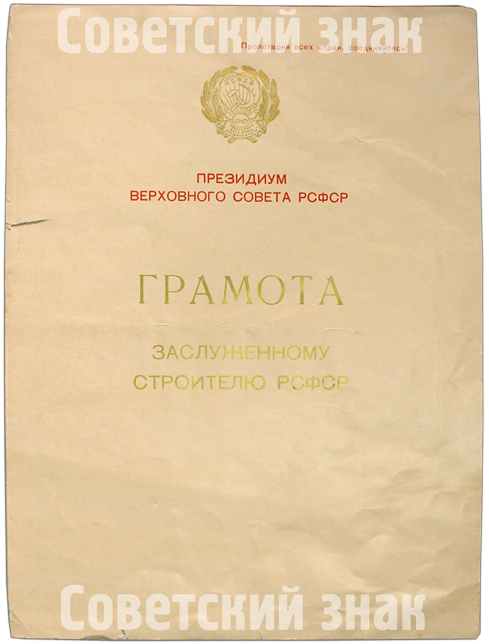 Советский знак
Пролетарии всех стран, соединяйтесь!
ПРЕЗИДИУМ
ВЕРХОВНОГО СОВЕТА РСФСР
ГРАМОТА
ЗАСЛУЖЕННОМУ
СТРОИТЕЛЮ РСФСР
Советский знак